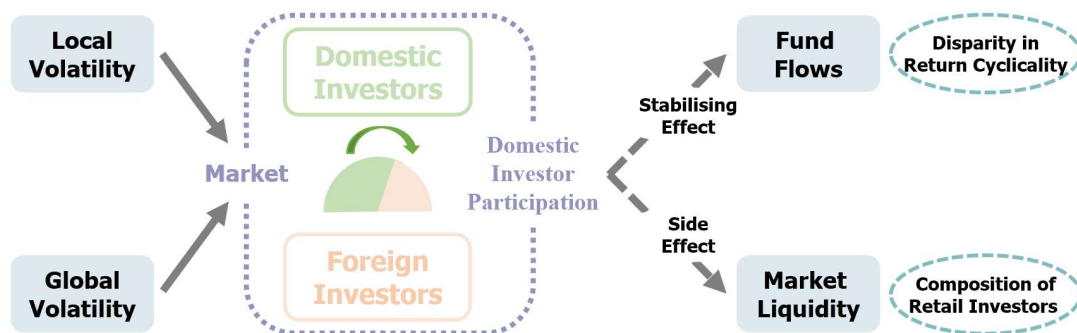 Local
Volatility
Global
Volatility
Market
Domestic
Investors
Foreign
Investors
Domestic
Investor
Participation
Stabilising
Effect
Side
Effect
Fund
Flows
Disparity in
Return Cyclicality
Market
Liquidity
Composition of
Retail Investors